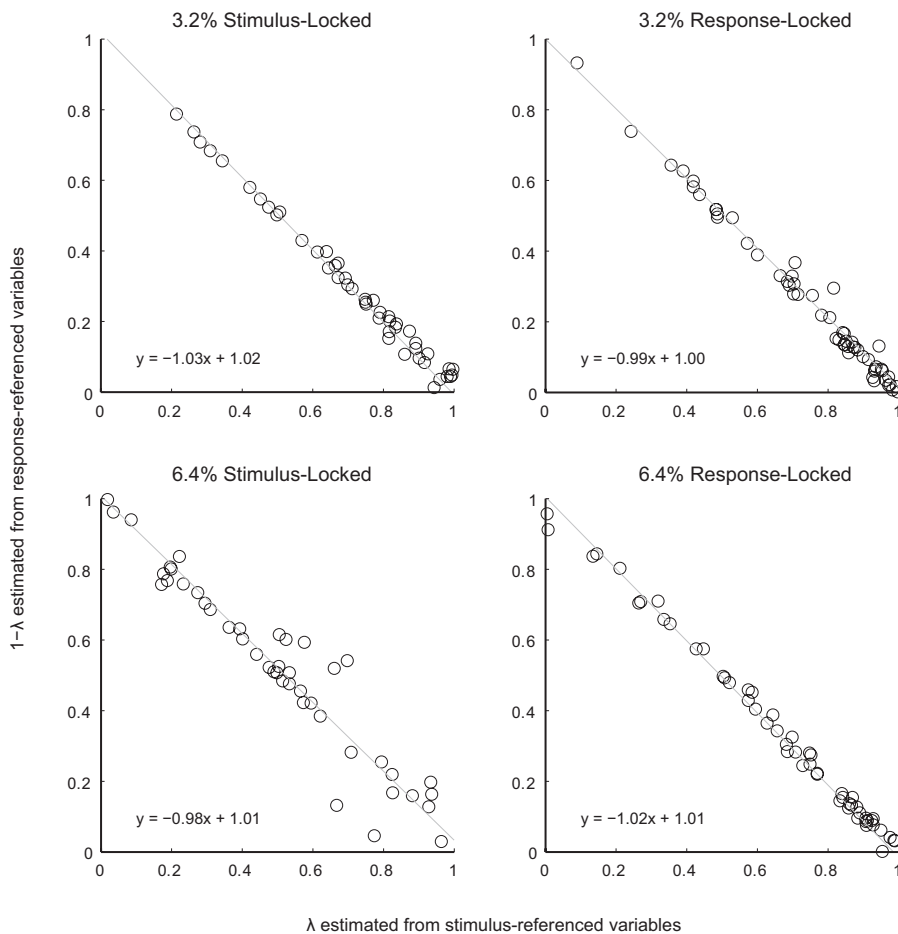 3.2% Stimulus-Locked
1
0.8
0.6
0.4
0.2
0
y = −1.03x + 1.02
0 0.2 0.4 0.6 0.8 1
3.2% Response-Locked
1
0.8
0.6
0.4
0.2
0
y = −0.99x + 1.00
0 0.2 0.4 0.6 0.8 1
1−λ estimated from response-referenced variables
6.4% Stimulus-Locked
1
0.8
0.6
0.4
0.2
0
y = −0.98x + 1.01
0 0.2 0.4 0.6 0.8 1
6.4% Response-Locked
1
0.8
0.6
0.4
0.2
0
y = −1.02x + 1.01
0 0.2 0.4 0.6 0.8 1
λ estimated from stimulus-referenced variables